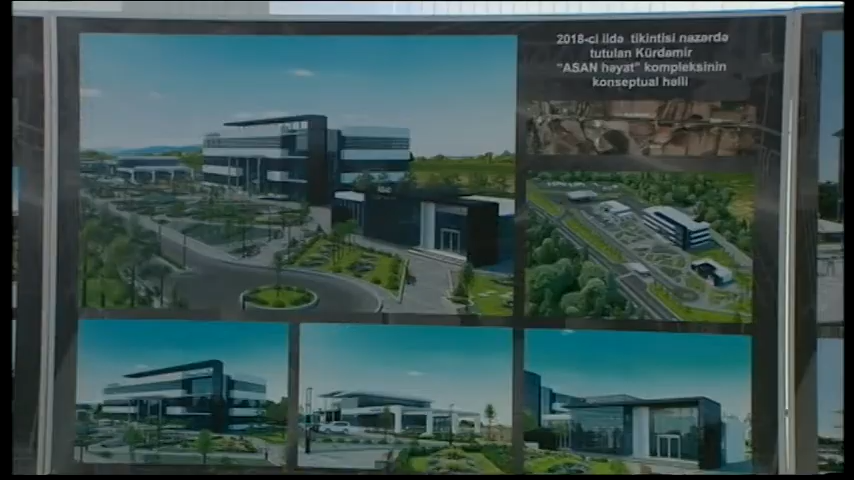 2018-ci ildə tikintisi nəzərdə
tutulan Kürdəmir
"ASAN həyat" kompleksinin
konseptual həlli